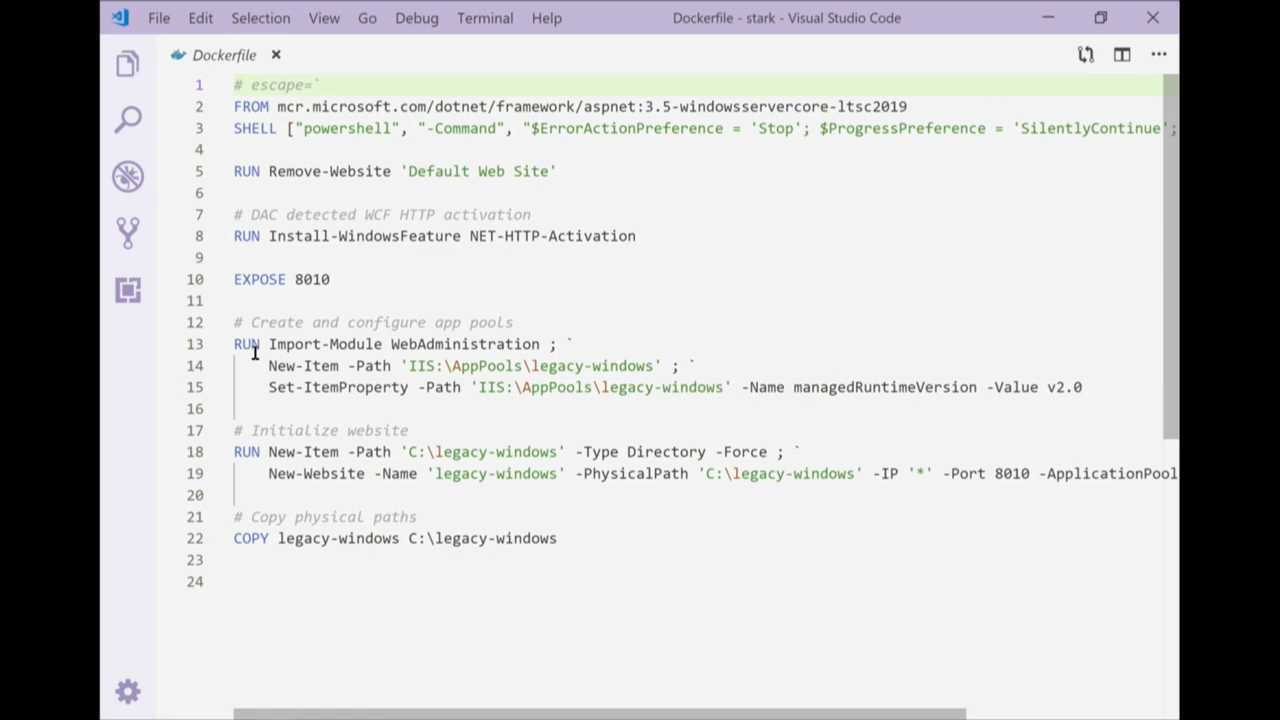 File Edit Selection View Go Debug Terminal Help Dockerfile - stark - Visual Studio Code
Dockerfile
1 # escape=`
2 FROM mcr.microsoft.com/dotnet/framework/aspnet:3.5-windowsservercore-ltsc2019
3 SHELL ["powershell", "-Command", "$ErrorActionPreference = 'Stop'; $ProgressPreference = 'SilentlyContinue';
4
5 RUN Remove-Website 'Default Web Site'
6
7 # DAC detected WCF HTTP activation
8 RUN Install-WindowsFeature NET-HTTP-Activation
9
10 EXPOSE 8010
11
12 # Create and configure app pools
13 RUN Import-Module WebAdministration ; `
14 New-Item -Path 'IIS:\AppPools\legacy-windows' ; `
15 Set-ItemProperty -Path 'IIS:\AppPools\legacy-windows' -Name managedRuntimeVersion -Value v2.0
16
17 # Initialize website
18 RUN New-Item -Path 'C:\legacy-windows' -Type Directory -Force ; `
19 New-Website -Name 'legacy-windows' -PhysicalPath 'C:\legacy-windows' -IP '*' -Port 8010 -ApplicationPool
20
21 # Copy physical paths
22 COPY legacy-windows C:\legacy-windows
23
24